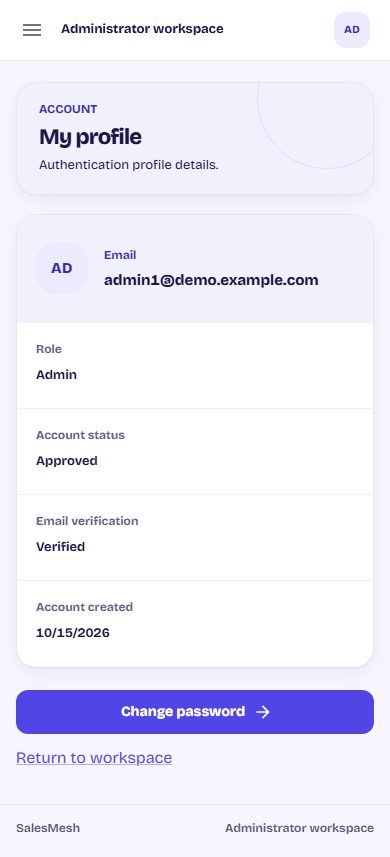 Administrator workspace
AD
ACCOUNT
My profile
Authentication profile details.
AD
Email
admin1@demo.example.com
Role
Admin
Account status
Approved
Email verification
Verified
Account created
10/15/2026
Change password
Return to workspace
SalesMesh
Administrator workspace